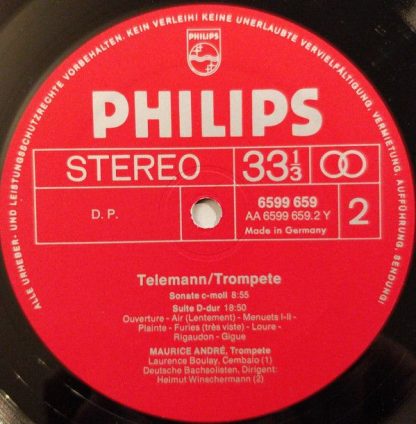 ALLE URHEBER- UND LEISTUNGSSCHUTZRECHTE VORBEHALTEN. KEIN VERLEIH! KEINE UNERLAUBTE VERVIELFÄLTIGUNG, VERMIETUNG, AUFFÜHRUNG, SENDUNG!
PHILIPS
PHILIPS
STEREO
33 1/3
D. P.
6599 659
AA 6599 659.2 Y
Made in Germany
2
Telemann/Trompete
Sonate c-moll 8:55
Suite D-dur 18:50
Ouverture - Air (Lentement) - Menuets I-II -
Plainte - Furies (très viste) - Loure -
Rigaudon - Gigue
MAURICE ANDRÉ, Trompete
Laurence Boulay, Cembalo (1)
Deutsche Bachsolisten, Dirigent:
Helmut Winschermann (2)